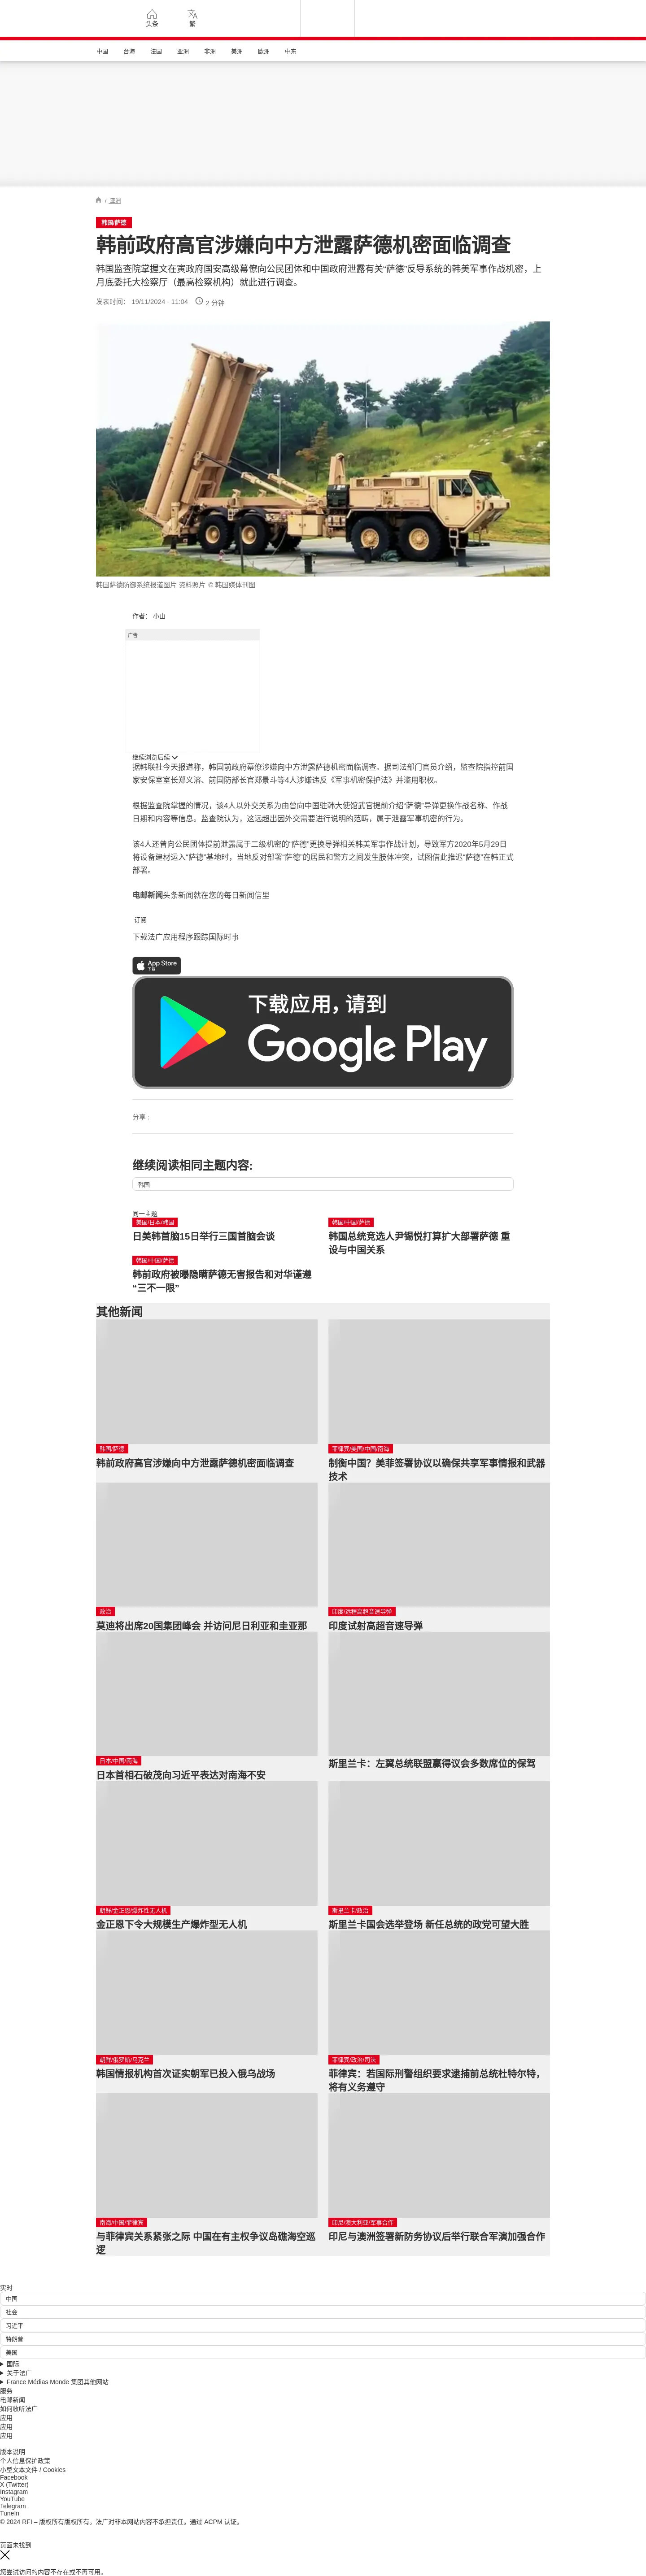 头条
繁
中国
台海
法国
亚洲
非洲
美洲
欧洲
中东
/ 亚洲
韩国/萨德
韩前政府高官涉嫌向中方泄露萨德机密面临调查
韩国监查院掌握文在寅政府国安高级幕僚向公民团体和中国政府泄露有关“萨德”反导系统的韩美军事作战机密，上
月底委托大检察厅（最高检察机构）就此进行调查。
发表时间： 19/11/2024 - 11:04
2 分钟
韩国萨德防御系统报道图片 资料照片 © 韩国媒体刊图
作者： 小山
广告
继续浏览后续
据韩联社今天报道称，韩国前政府幕僚涉嫌向中方泄露萨德机密面临调查。据司法部门官员介绍，监查院指控前国
家安保室室长郑义溶、前国防部长官郑景斗等4人涉嫌违反《军事机密保护法》并滥用职权。
根据监查院掌握的情况，该4人以外交关系为由曾向中国驻韩大使馆武官提前介绍“萨德”导弹更换作战名称、作战
日期和内容等信息。监查院认为，这远超出因外交需要进行说明的范畴，属于泄露军事机密的行为。
该4人还曾向公民团体提前泄露属于二级机密的“萨德”更换导弹相关韩美军事作战计划，导致军方2020年5月29日
将设备建材运入“萨德”基地时，当地反对部署“萨德”的居民和警方之间发生肢体冲突，试图借此推迟“萨德”在韩正式
部署。
电邮新闻头条新闻就在您的每日新闻信里
订阅
下载法广应用程序跟踪国际时事
App Store
下载
下载应用，请到
Google Play
分享 :
继续阅读相同主题内容:
韩国
同一主题
美国/日本/韩国
日美韩首脑15日举行三国首脑会谈
韩国/中国/萨德
韩国总统竞选人尹锡悦打算扩大部署萨德 重
设与中国关系
韩国/中国/萨德
韩前政府被曝隐瞒萨德无害报告和对华谨遵
“三不一限”
其他新闻
韩国/萨德
韩前政府高官涉嫌向中方泄露萨德机密面临调查
菲律宾/美国/中国/南海
制衡中国？美菲签署协议以确保共享军事情报和武器
技术
政治
莫迪将出席20国集团峰会 并访问尼日利亚和圭亚那
印度/远程高超音速导弹
印度试射高超音速导弹
日本/中国/南海
日本首相石破茂向习近平表达对南海不安
斯里兰卡：左翼总统联盟赢得议会多数席位的保驾
朝鲜/金正恩/爆炸性无人机
金正恩下令大规模生产爆炸型无人机
斯里兰卡/政治
斯里兰卡国会选举登场 新任总统的政党可望大胜
朝鲜/俄罗斯/乌克兰
韩国情报机构首次证实朝军已投入俄乌战场
菲律宾/政治/司法
菲律宾：若国际刑警组织要求逮捕前总统杜特尔特，
将有义务遵守
南海/中国/菲律宾
与菲律宾关系紧张之际 中国在有主权争议岛礁海空巡
逻
印尼/澳大利亚/军事合作
印尼与澳洲签署新防务协议后举行联合军演加强合作
实时
中国
社会
习近平
特朗普
美国
国际
关于法广
France Médias Monde 集团其他网站
服务
电邮新闻
如何收听法广
应用
应用
应用
版本说明
个人信息保护政策
小型文本文件 / Cookies
Facebook
X (Twitter)
Instagram
YouTube
Telegram
TuneIn
© 2024 RFI – 版权所有版权所有。法广对非本网站内容不承担责任。通过 ACPM 认证。
页面未找到
您尝试访问的内容不存在或不再可用。